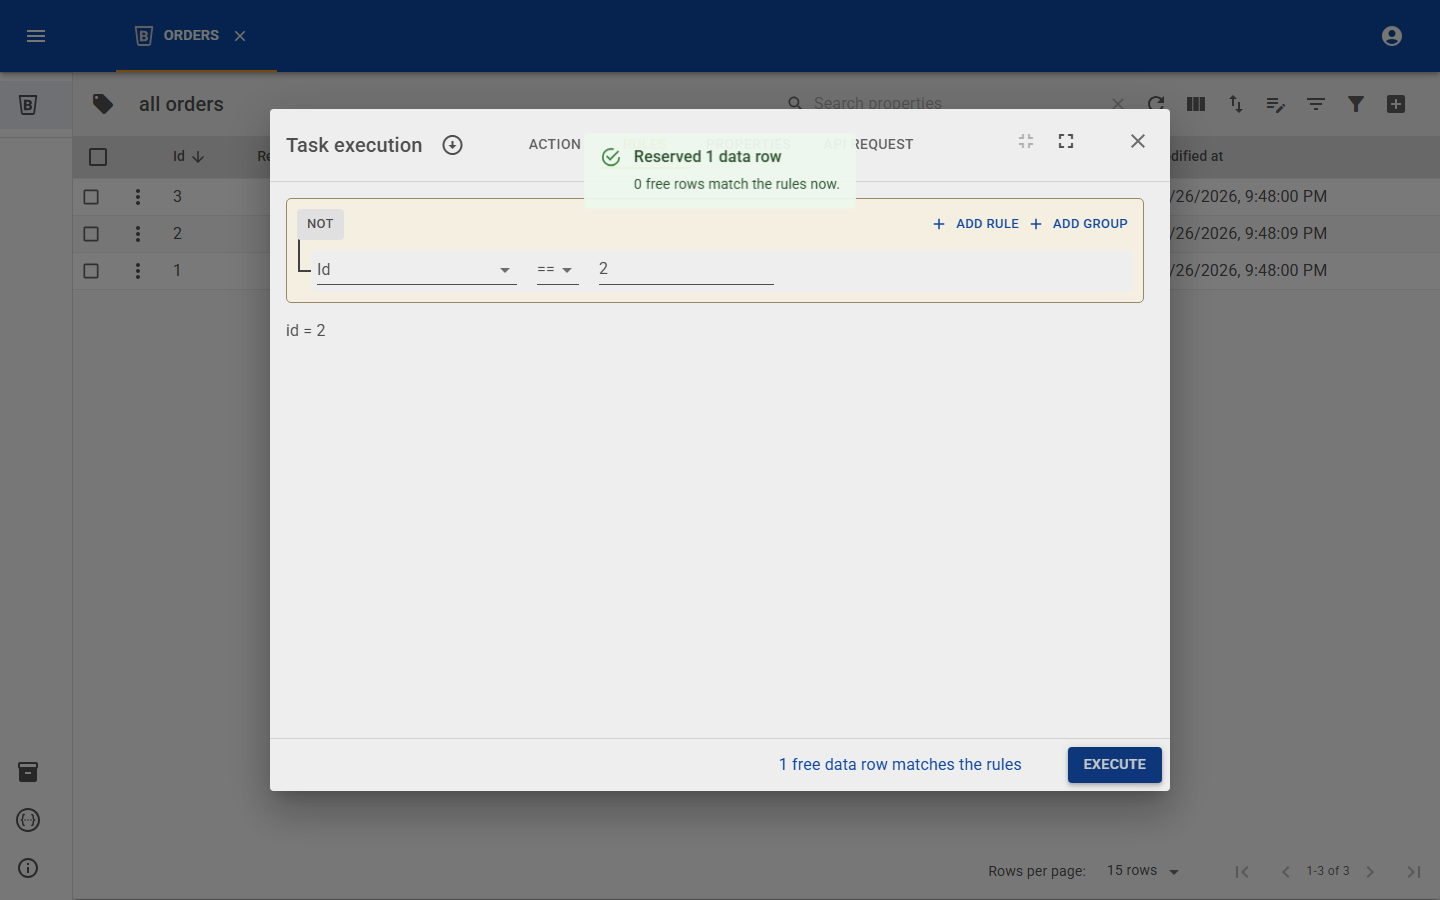 ORDERS
all orders
Search properties
Id
Re
dified at
3
/26/2026, 9:48:00 PM
2
/26/2026, 9:48:09 PM
1
/26/2026, 9:48:00 PM
Task execution
ACTION
RULES
PROPERTIES
API REQUEST
Reserved 1 data row
0 free rows match the rules now.
NOT
ADD RULE
ADD GROUP
Id
==
2
id = 2
1 free data row matches the rules
EXECUTE
Rows per page:
15 rows
1-3 of 3